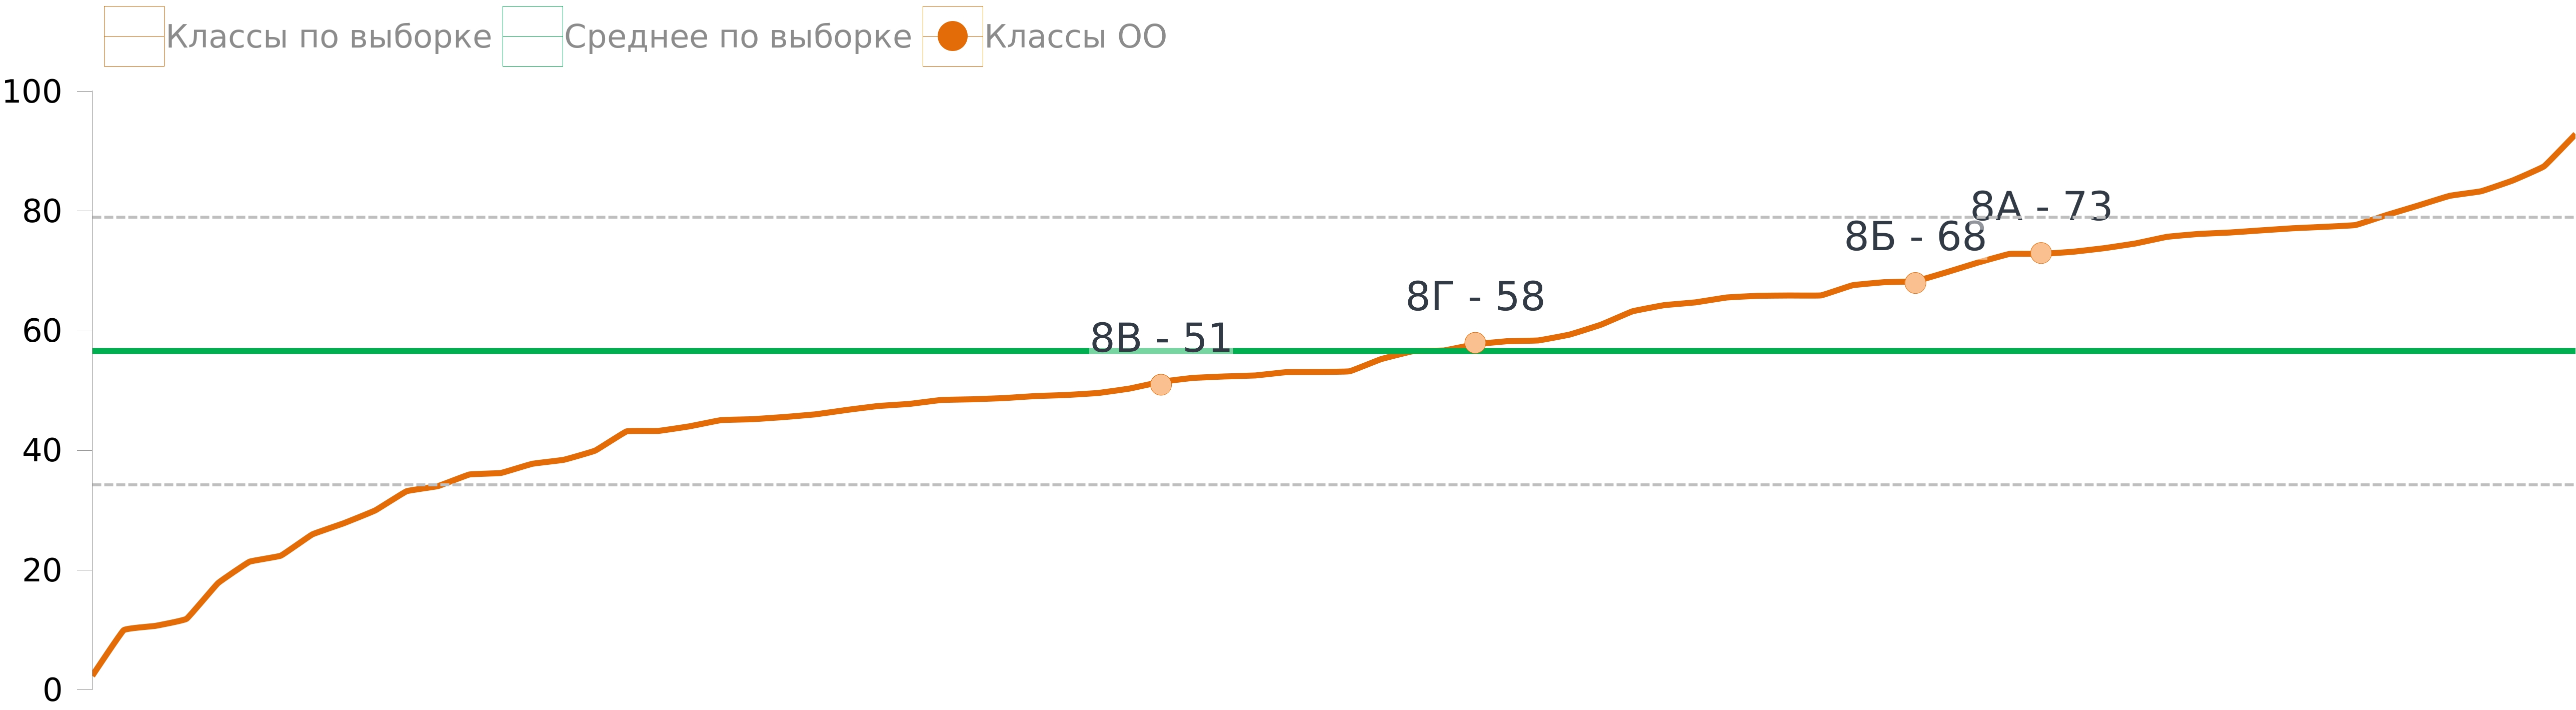 Классы по выборке Среднее по выборке Классы ОО
100
80
8А - 73
8Б - 68
8Г - 58
60
8В - 51
40
20
0